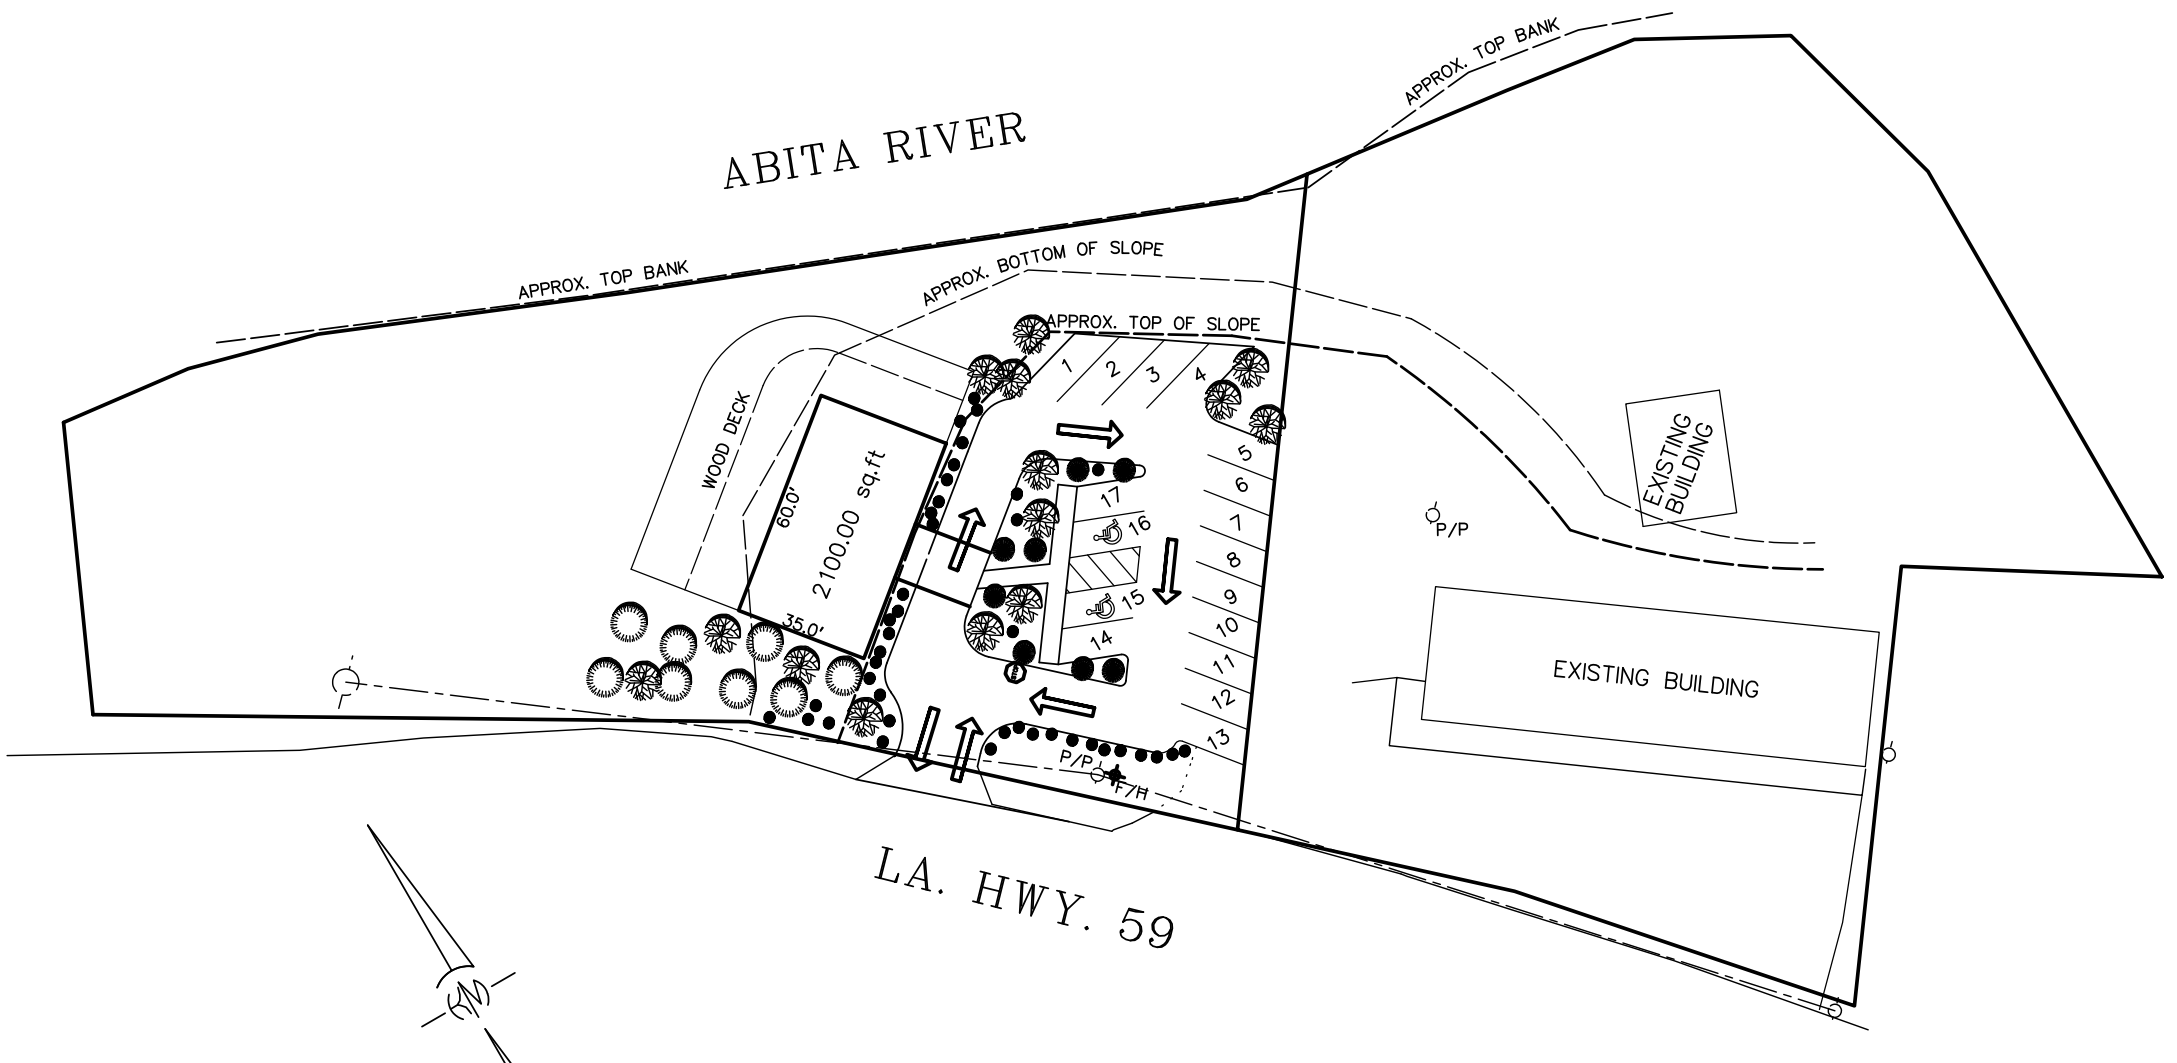 APPROX. TOP BANK
ABITA RIVER
APPROX. BOTTOM OF SLOPE
APPROX. TOP BANK
APPROX. TOP OF SLOPE
1
2
3
4
WOOD DECK
60.0'
2100.00 sq.ft
35.0'
5
6
7
8
9
10
11
12
13
17
16
15
14
EXISTING
BUILDING
P/P
EXISTING BUILDING
P/P
F/H
LA. HWY. 59
N